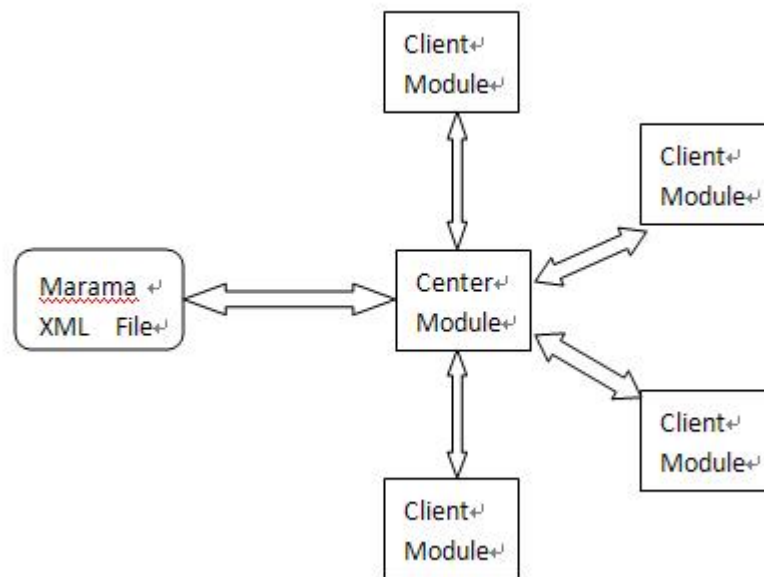 Client
Module
Client
Module
Marama
XML File
Center
Module
Client
Module
Client
Module